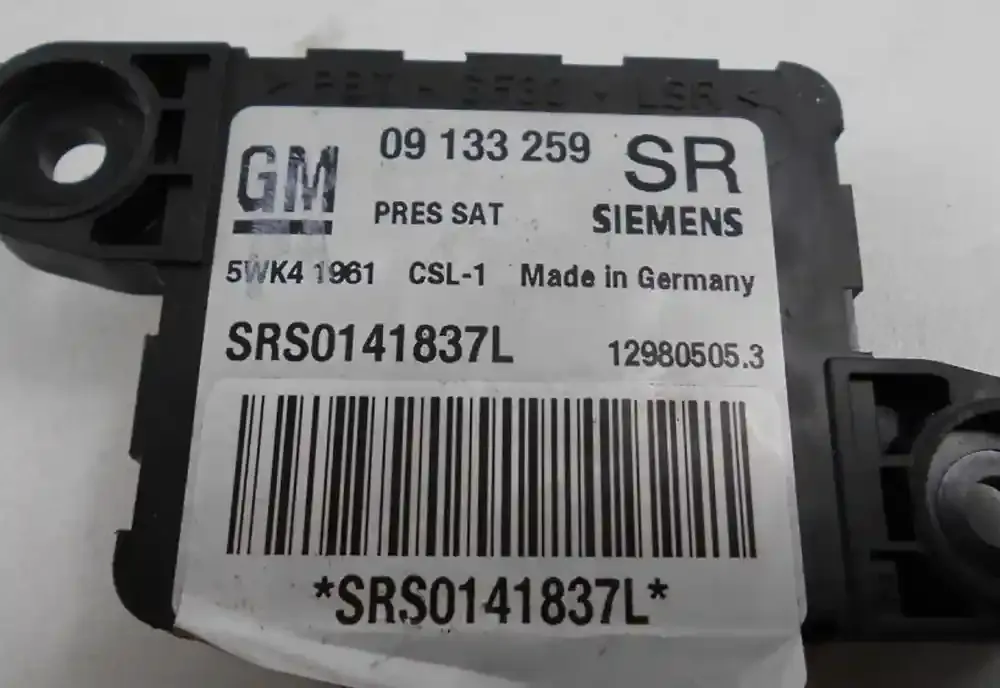 >PBT
GM
09 133 259
SR
PRES SAT
SIEMENS
5WK4 1961 CSL-1 Made in Germany
SRS0141837L
12980505.3
*SRS0141837L*